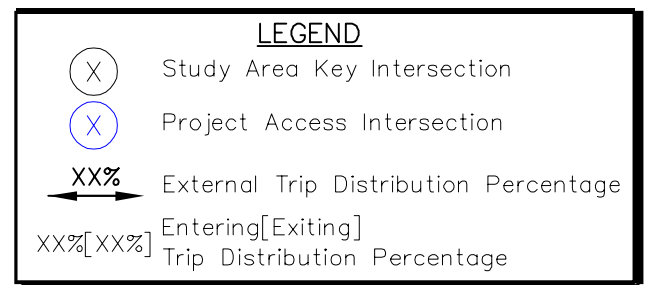 LEGEND
X Study Area Key Intersection
X Project Access Intersection
XX% External Trip Distribution Percentage
XX%[XX%] Entering[Exiting]
Trip Distribution Percentage